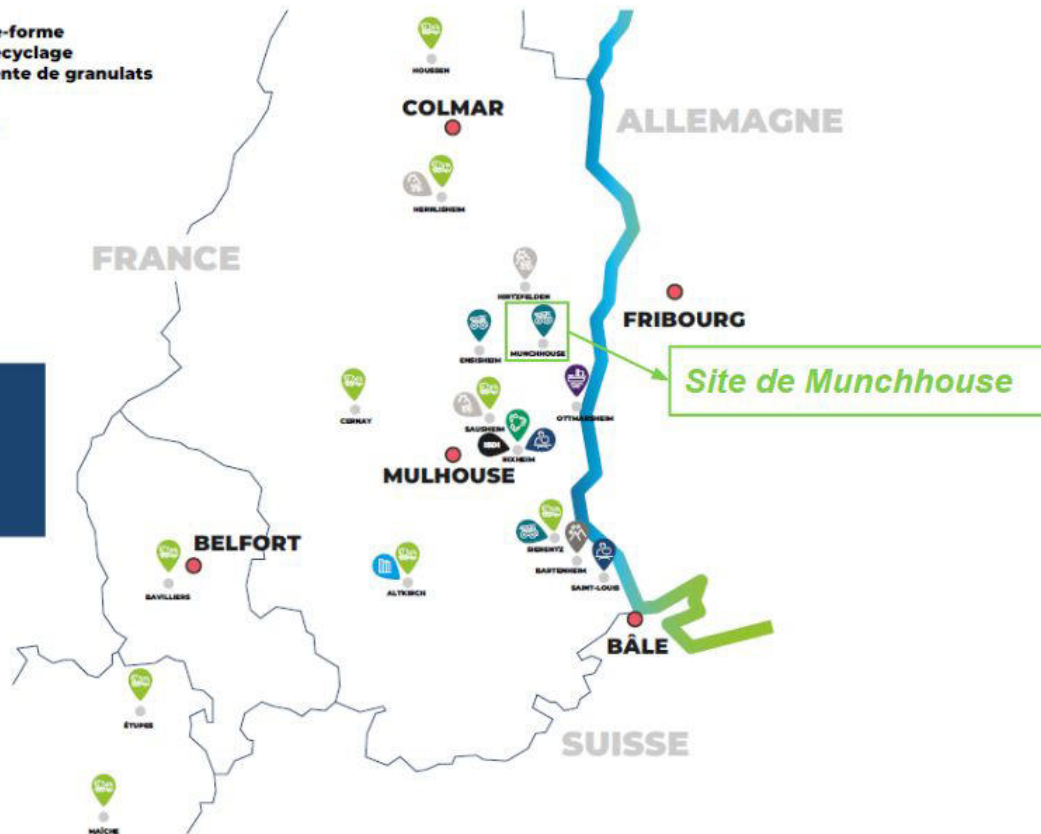 -forme
cyclage
nte de granulats
HOUSSEN
COLMAR
ALLEMAGNE
HERRLISHEIM
FRANCE
HIRTZFELDEN
FRIBOURG
ENSISHEIM
MUNCHHOUSE
Site de Munchhouse
CERNAY
SAUSHEIM
OTTMARSHEIM
ISDI
RIXHEIM
MULHOUSE
BELFORT
SIERENTZ
BARTENHEIM
SAINT-LOUIS
BAVILLIERS
ALTKIRCH
BÂLE
ÉTUPES
SUISSE
MAÎCHE